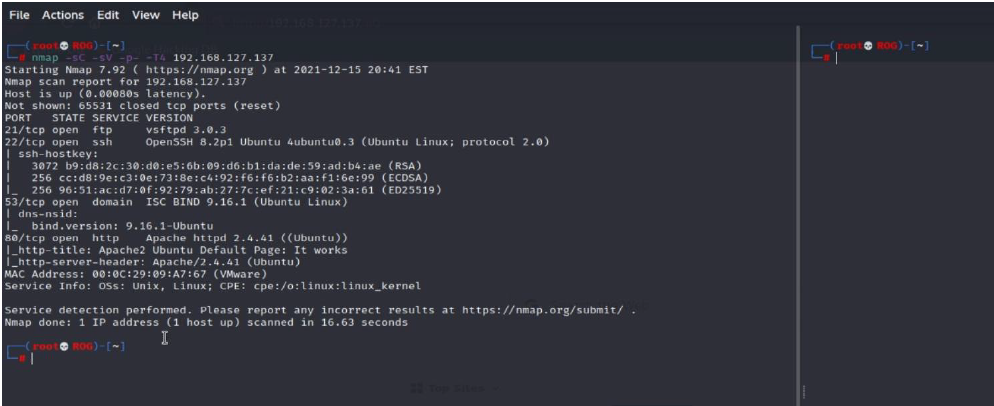 File Actions Edit View Help
┌──(root💀ROG)-[~]
└─# nmap -sC -sV -p- -T4 192.168.127.137
Starting Nmap 7.92 ( https://nmap.org ) at 2021-12-15 20:41 EST
Nmap scan report for 192.168.127.137
Host is up (0.00080s latency).
Not shown: 65531 closed tcp ports (reset)
PORT   STATE SERVICE VERSION
21/tcp open  ftp     vsftpd 3.0.3
22/tcp open  ssh     OpenSSH 8.2p1 Ubuntu 4ubuntu0.3 (Ubuntu Linux; protocol 2.0)
| ssh-hostkey:
|   3072 b9:d8:2c:30:d0:e5:6b:09:d6:b1:da:de:59:ad:b4:ae (RSA)
|   256 cc:d8:9e:c3:0e:73:8e:c4:92:f6:f6:b2:aa:f1:6e:99 (ECDSA)
|_  256 96:51:ac:d7:0f:92:79:ab:27:7c:ef:21:c9:02:3a:61 (ED25519)
53/tcp open  domain  ISC BIND 9.16.1 (Ubuntu Linux)
| dns-nsid:
|_  bind.version: 9.16.1-Ubuntu
80/tcp open  http    Apache httpd 2.4.41 ((Ubuntu))
|_http-title: Apache2 Ubuntu Default Page: It works
|_http-server-header: Apache/2.4.41 (Ubuntu)
MAC Address: 00:0C:29:09:A7:67 (VMware)
Service Info: OSs: Unix, Linux; CPE: cpe:/o:linux:linux_kernel
Service detection performed. Please report any incorrect results at https://nmap.org/submit/ .
Nmap done: 1 IP address (1 host up) scanned in 16.63 seconds
┌──(root💀ROG)-[~]
└─#
┌──(root💀ROG)-[~]
└─#
Top Sites